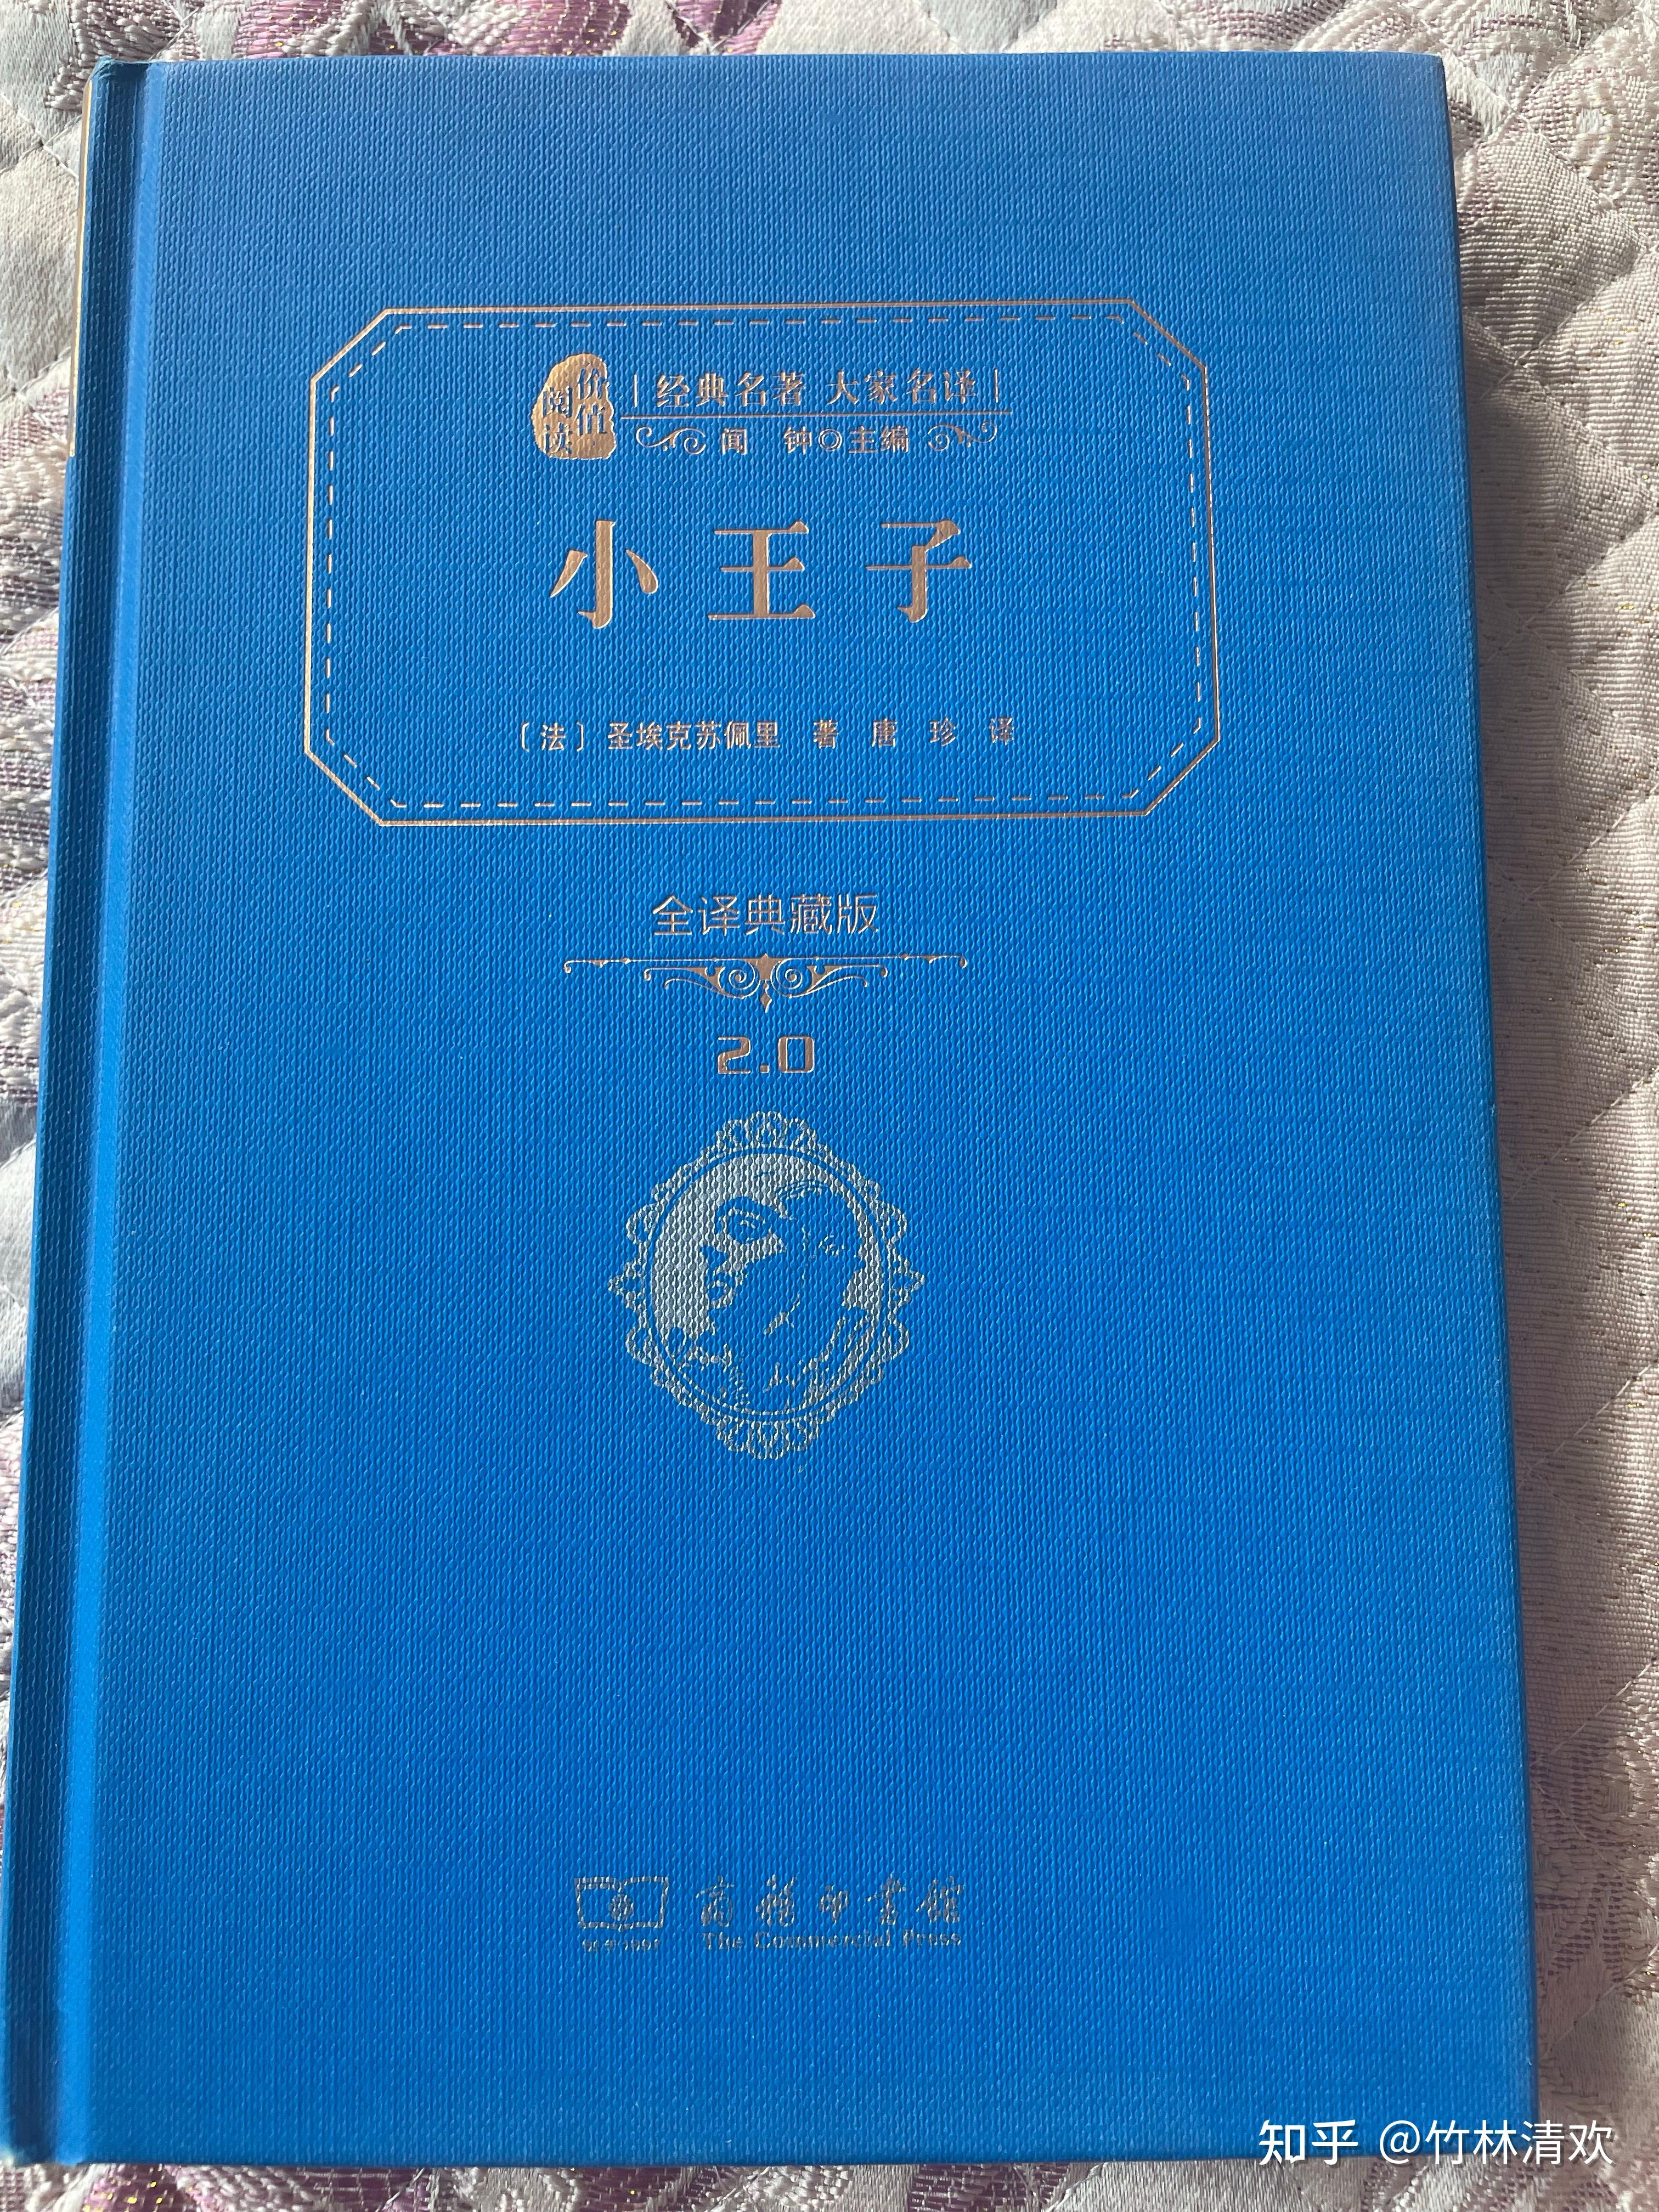 价值
阅读
经典名著 大家名译
闻 钟◎主编
小王子
〔法〕圣埃克苏佩里 著 唐 珍 译
全译典藏版
2.0
商务印书馆
The Commercial Press
知乎 @竹林清欢